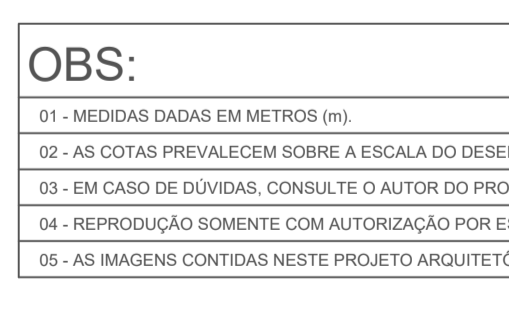 OBS:
01 - MEDIDAS DADAS EM METROS (m).
02 - AS COTAS PREVALECEM SOBRE A ESCALA DO
03 - EM CASO DE DÚVIDAS, CONSULTE O AUTOR DO
04 - REPRODUÇÃO SOMENTE COM AUTORIZAÇÃO POR
05 - AS IMAGENS CONTIDAS NESTE PROJETO